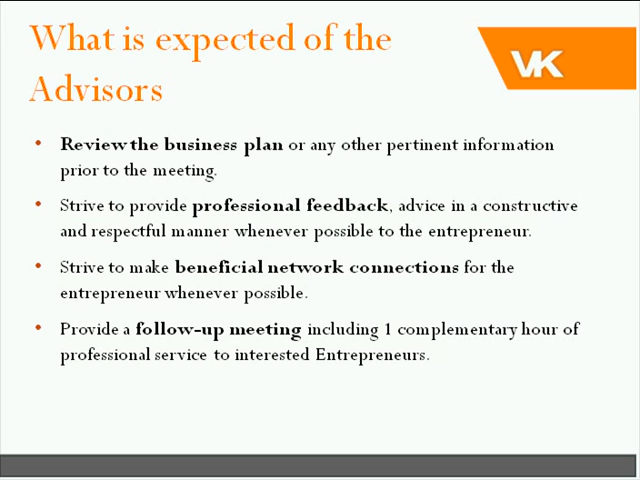 What is expected of the
Advisors
VK
• Review the business plan or any other pertinent information
prior to the meeting.
• Strive to provide professional feedback, advice in a constructive
and respectful manner whenever possible to the entrepreneur.
• Strive to make beneficial network connections for the
entrepreneur whenever possible.
• Provide a follow-up meeting including 1 complementary hour of
professional service to interested Entrepreneurs.